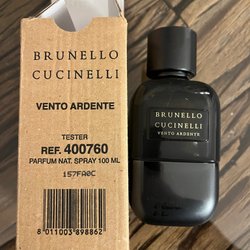 BRUNELLO
CUCINELLI
VENTO ARDENTE
TESTER
REF. 400760
PARFUM NAT. SPRAY 100 ML
157FA0C
8 011003 898862
BRUNELLO
CUCINELLI
VENTO ARDENTE